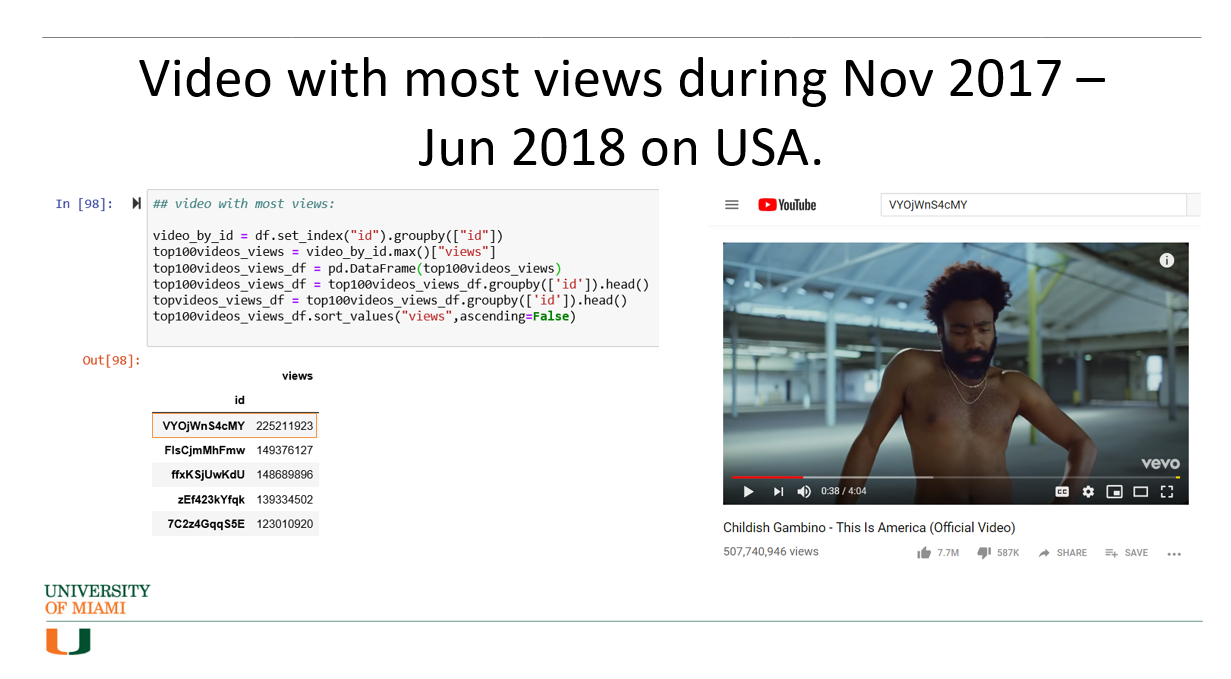 Video with most views during Nov 2017 –
Jun 2018 on USA.
In [98]:
## video with most views:
video_by_id = df.set_index("id").groupby(["id"])
top100videos_views = video_by_id.max()["views"]
top100videos_views_df = pd.DataFrame(top100videos_views)
top100videos_views_df = top100videos_views_df.groupby(['id']).head()
topvideos_views_df = top100videos_views_df.groupby(['id']).head()
top100videos_views_df.sort_values("views",ascending=False)
Out[98]:
views
id
VYOjWnS4cMY 225211923
FlsCjmMhFmw 149376127
ffxKSjUwKdU 148689896
zEf423kYfqk 139334502
7C2z4GqqS5E 123010920
YouTube
VYOjWnS4cMY
vevo
0:38 / 4:04
CC
Childish Gambino - This Is America (Official Video)
507,740,946 views
7.7M 587K SHARE SAVE
UNIVERSITY
OF MIAMI
U